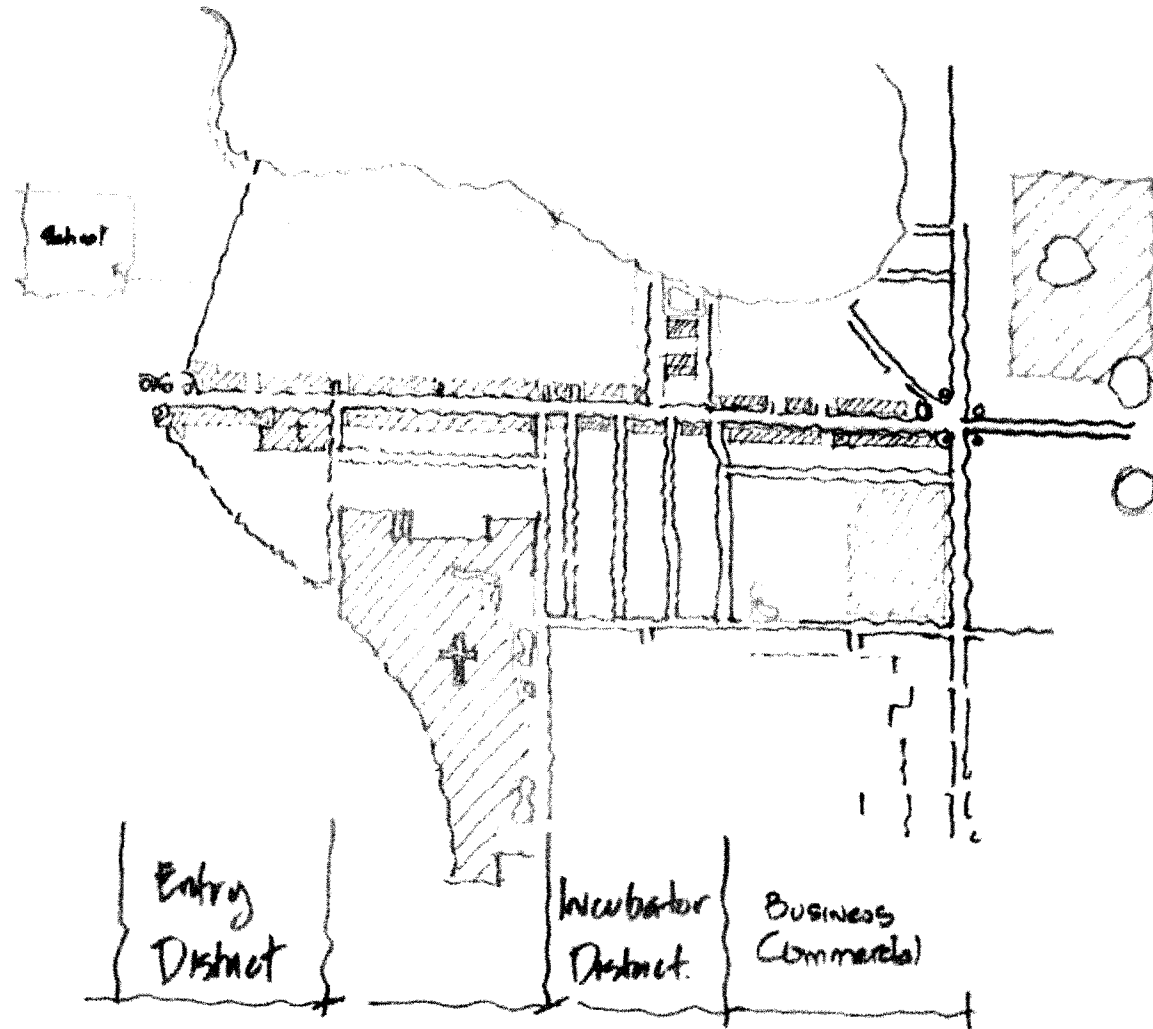 School
Entry
District
Incubator
District.
Business
Commercial